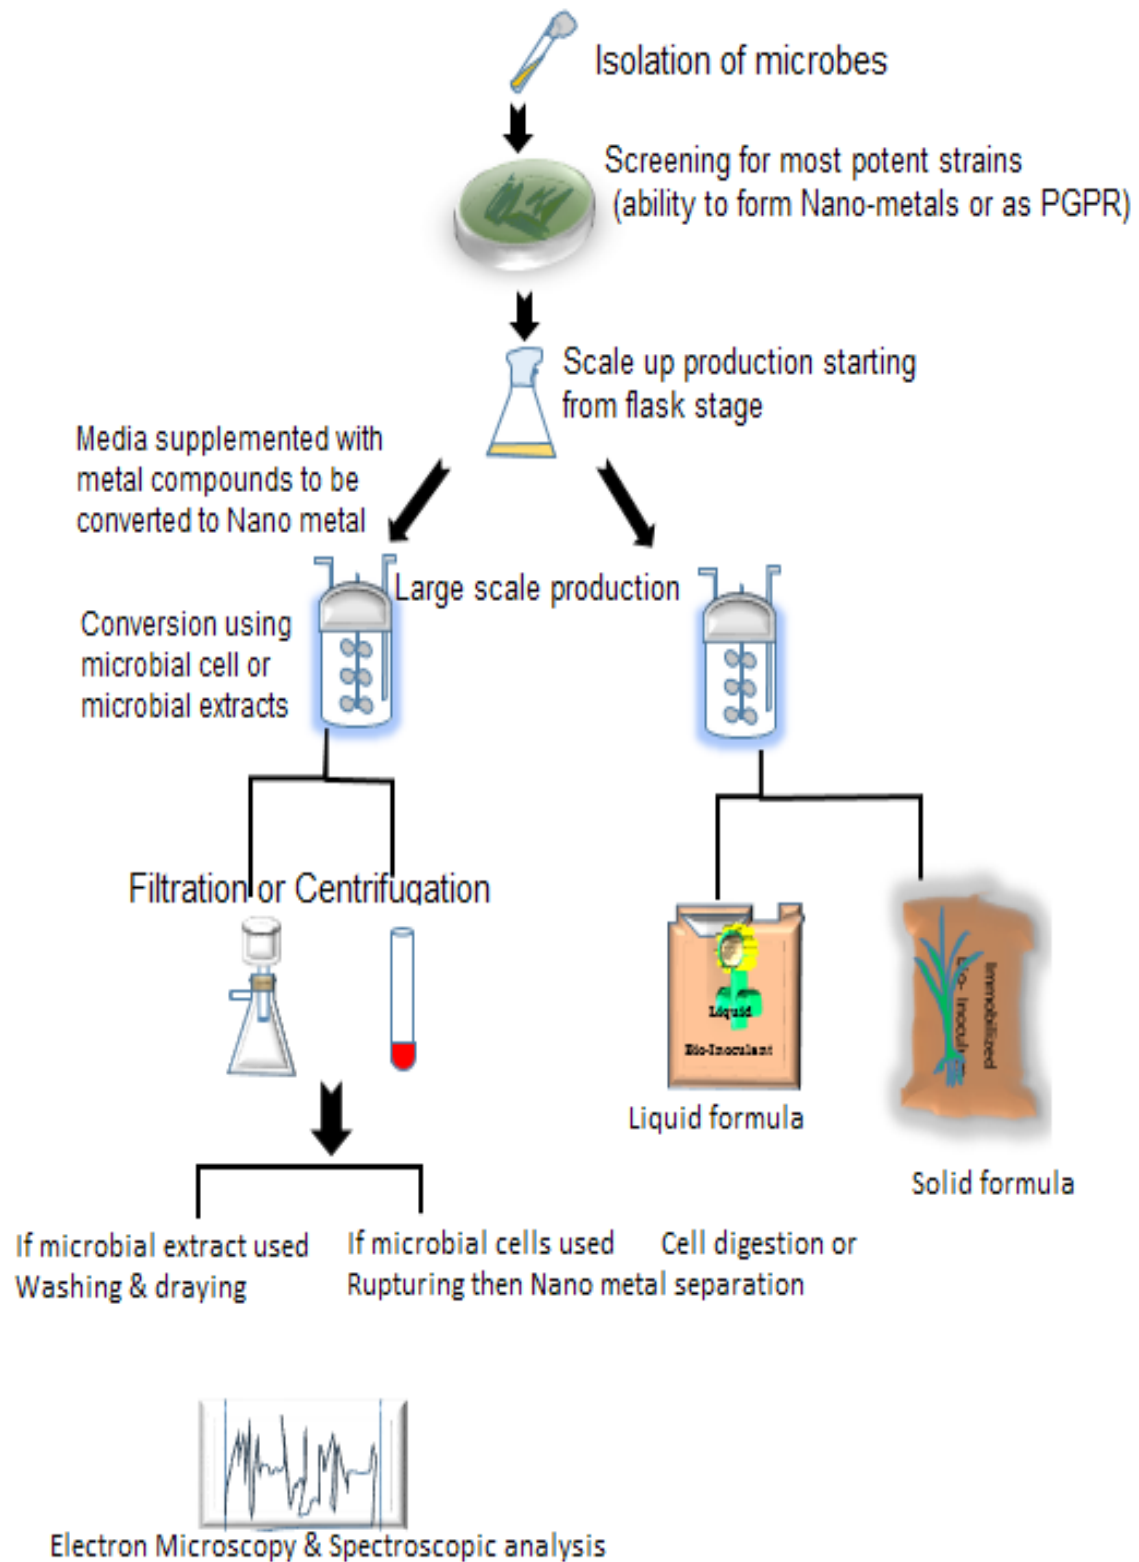 Isolation of microbes
Screening for most potent strains
(ability to form Nano-metals or as PGPR)
Scale up production starting
from flask stage
Media supplemented with
metal compounds to be
converted to Nano metal
Large scale production
Conversion using
microbial cell or
microbial extracts
Filtration or Centrifugation
Liquid
Bio-Inoculant
Liquid formula
Immobilized
Bio- Inocul
Solid formula
If microbial extract used
Washing & draying
If microbial cells used Cell digestion or
Rupturing then Nano metal separation
Electron Microscopy & Spectroscopic analysis